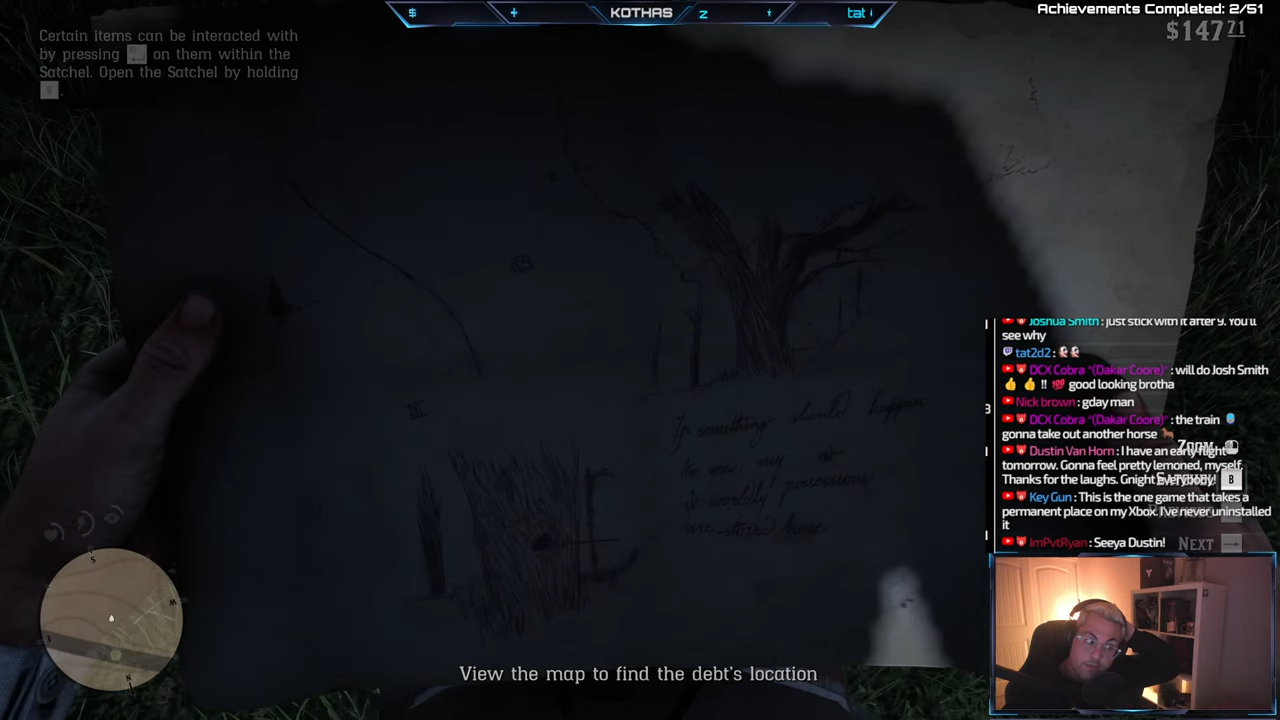 Achievements Completed: 2/51
$ + KOTHAS z t tat
$147 71
Certain items can be interacted with
by pressing on them within the
Satchel. Open the Satchel by holding
.
I
III
If something should happen
to me, my
worldly possessions
are stored here
Joshua Smith: just stick with it after 9. You'll
see why
tat2d2:
DCX Cobra "(Dakar Coore)": will do Josh Smith
👍 👍 ‼ 💯 good looking brotha
Nick brown: gday man
DCX Cobra "(Dakar Coore)": the train
gonna take out another horse
Zoom
Dustin Van Horn: I have an early flight
tomorrow. Gonna feel pretty lemoned, myself.
Thanks for the laughs. Gnight Everybody!
B
Key Gun: This is the one game that takes a
permanent place on my Xbox. I've never uninstalled
it
ImPvtRyan: Seeya Dustin!
Next
S
W
N
View the map to find the debt's location